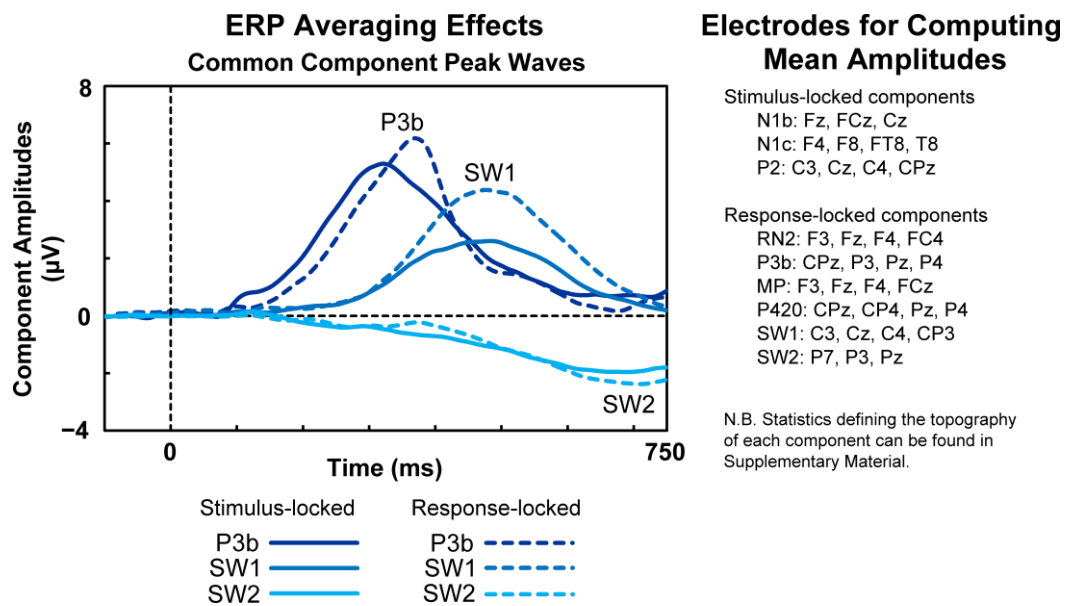 ERP Averaging Effects
Common Component Peak Waves
8
P3b
SW1
Component Amplitudes
(µV)
0
SW2
−4
0
750
Time (ms)
Stimulus-locked
Response-locked
P3b
P3b
SW1
SW1
SW2
SW2
Electrodes for Computing
Mean Amplitudes
Stimulus-locked components
N1b: Fz, FCz, Cz
N1c: F4, F8, FT8, T8
P2: C3, Cz, C4, CPz
Response-locked components
RN2: F3, Fz, F4, FC4
P3b: CPz, P3, Pz, P4
MP: F3, Fz, F4, FCz
P420: CPz, CP4, Pz, P4
SW1: C3, Cz, C4, CP3
SW2: P7, P3, Pz
N.B. Statistics defining the topography
of each component can be found in
Supplementary Material.